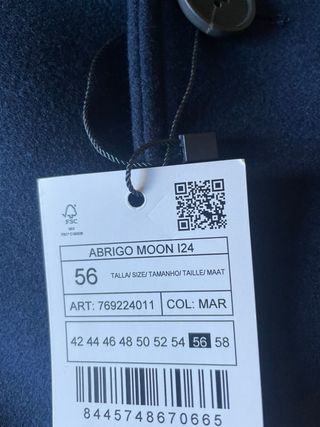 FSC
ABRIGO MOON I24
56 TALLA/ SIZE/ TAMANHO/ TAILLE/ MAAT
ART: 769224011 COL: MAR
42 44 46 48 50 52 54 56 58
8445748670665